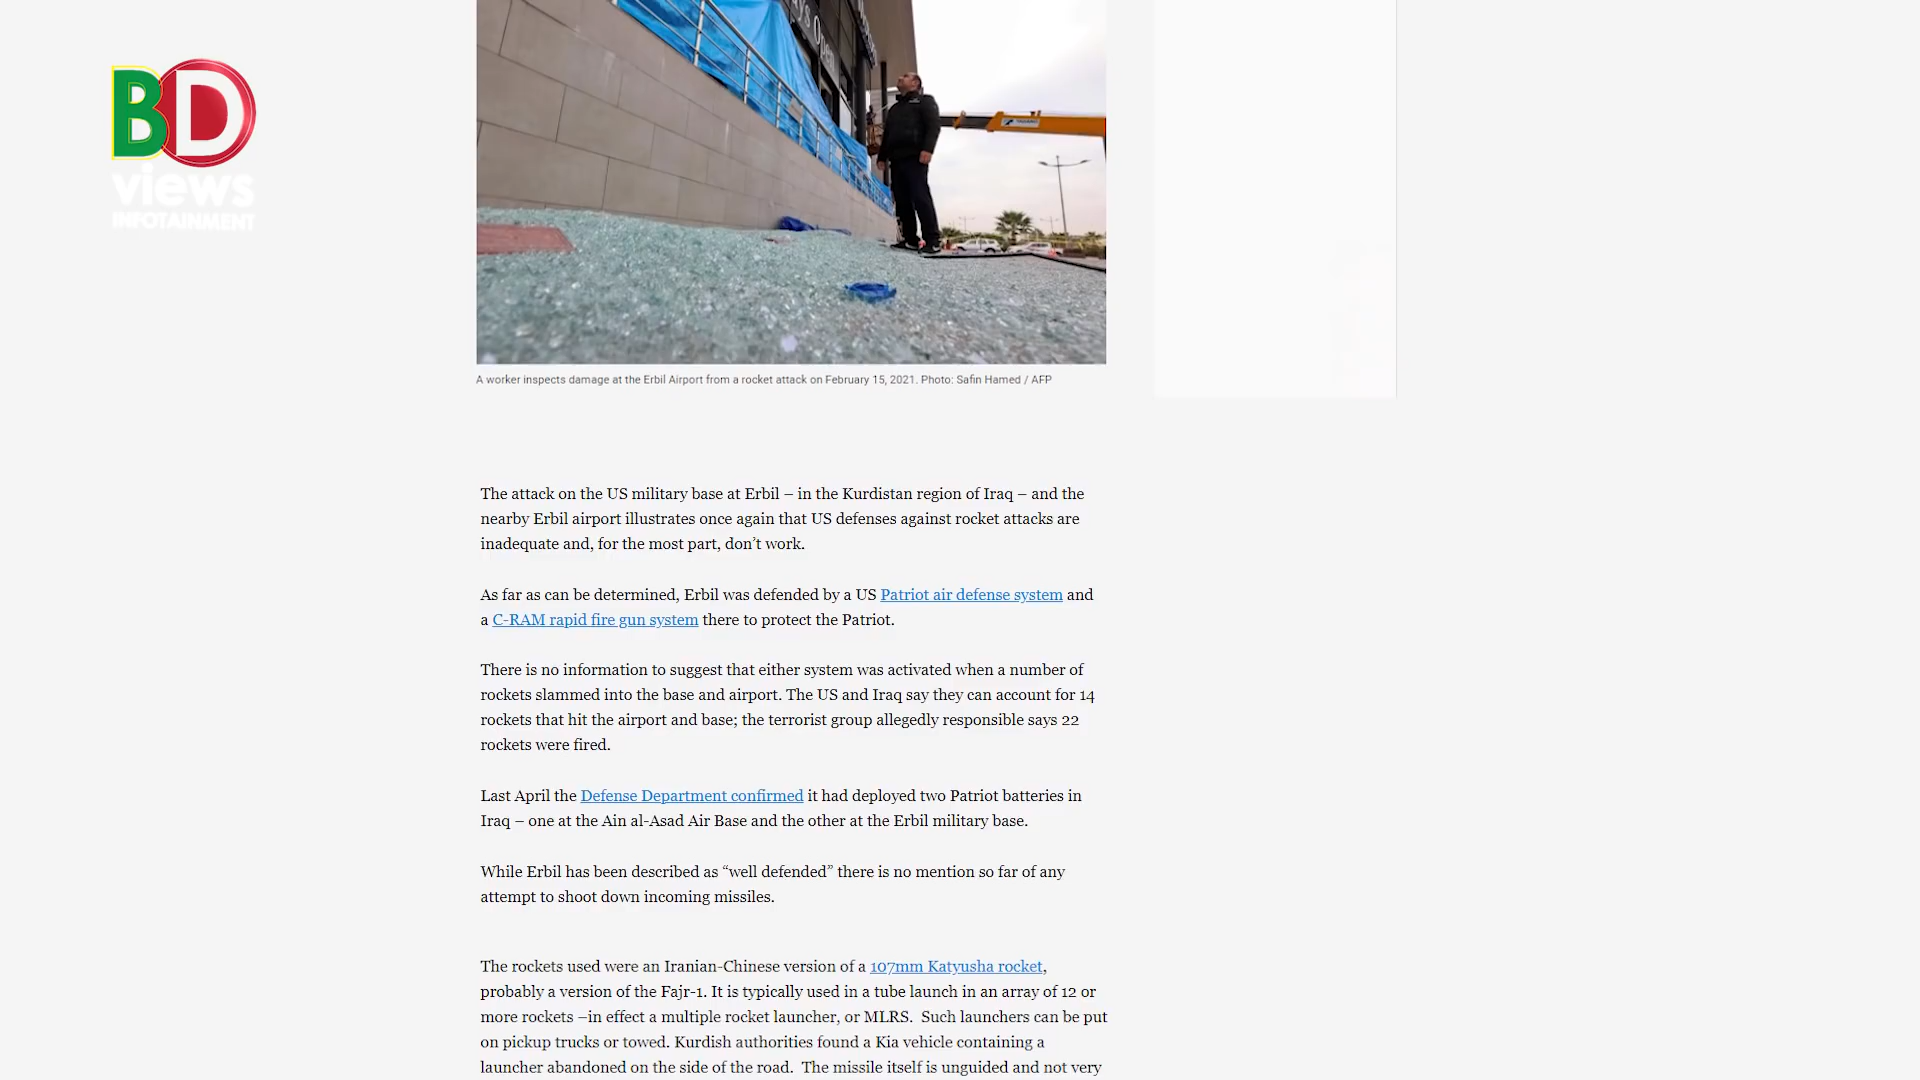 BD
views
INFOTAINMENT
ys Open
A worker inspects damage at the Erbil Airport from a rocket attack on February 15, 2021. Photo: Safin Hamed / AFP
The attack on the US military base at Erbil – in the Kurdistan region of Iraq – and the
nearby Erbil airport illustrates once again that US defenses against rocket attacks are
inadequate and, for the most part, don’t work.
As far as can be determined, Erbil was defended by a US Patriot air defense system and
a C-RAM rapid fire gun system there to protect the Patriot.
There is no information to suggest that either system was activated when a number of
rockets slammed into the base and airport. The US and Iraq say they can account for 14
rockets that hit the airport and base; the terrorist group allegedly responsible says 22
rockets were fired.
Last April the Defense Department confirmed it had deployed two Patriot batteries in
Iraq – one at the Ain al-Asad Air Base and the other at the Erbil military base.
While Erbil has been described as “well defended” there is no mention so far of any
attempt to shoot down incoming missiles.
The rockets used were an Iranian-Chinese version of a 107mm Katyusha rocket,
probably a version of the Fajr-1. It is typically used in a tube launch in an array of 12 or
more rockets –in effect a multiple rocket launcher, or MLRS.  Such launchers can be put
on pickup trucks or towed. Kurdish authorities found a Kia vehicle containing a
launcher abandoned on the side of the road.  The missile itself is unguided and not very